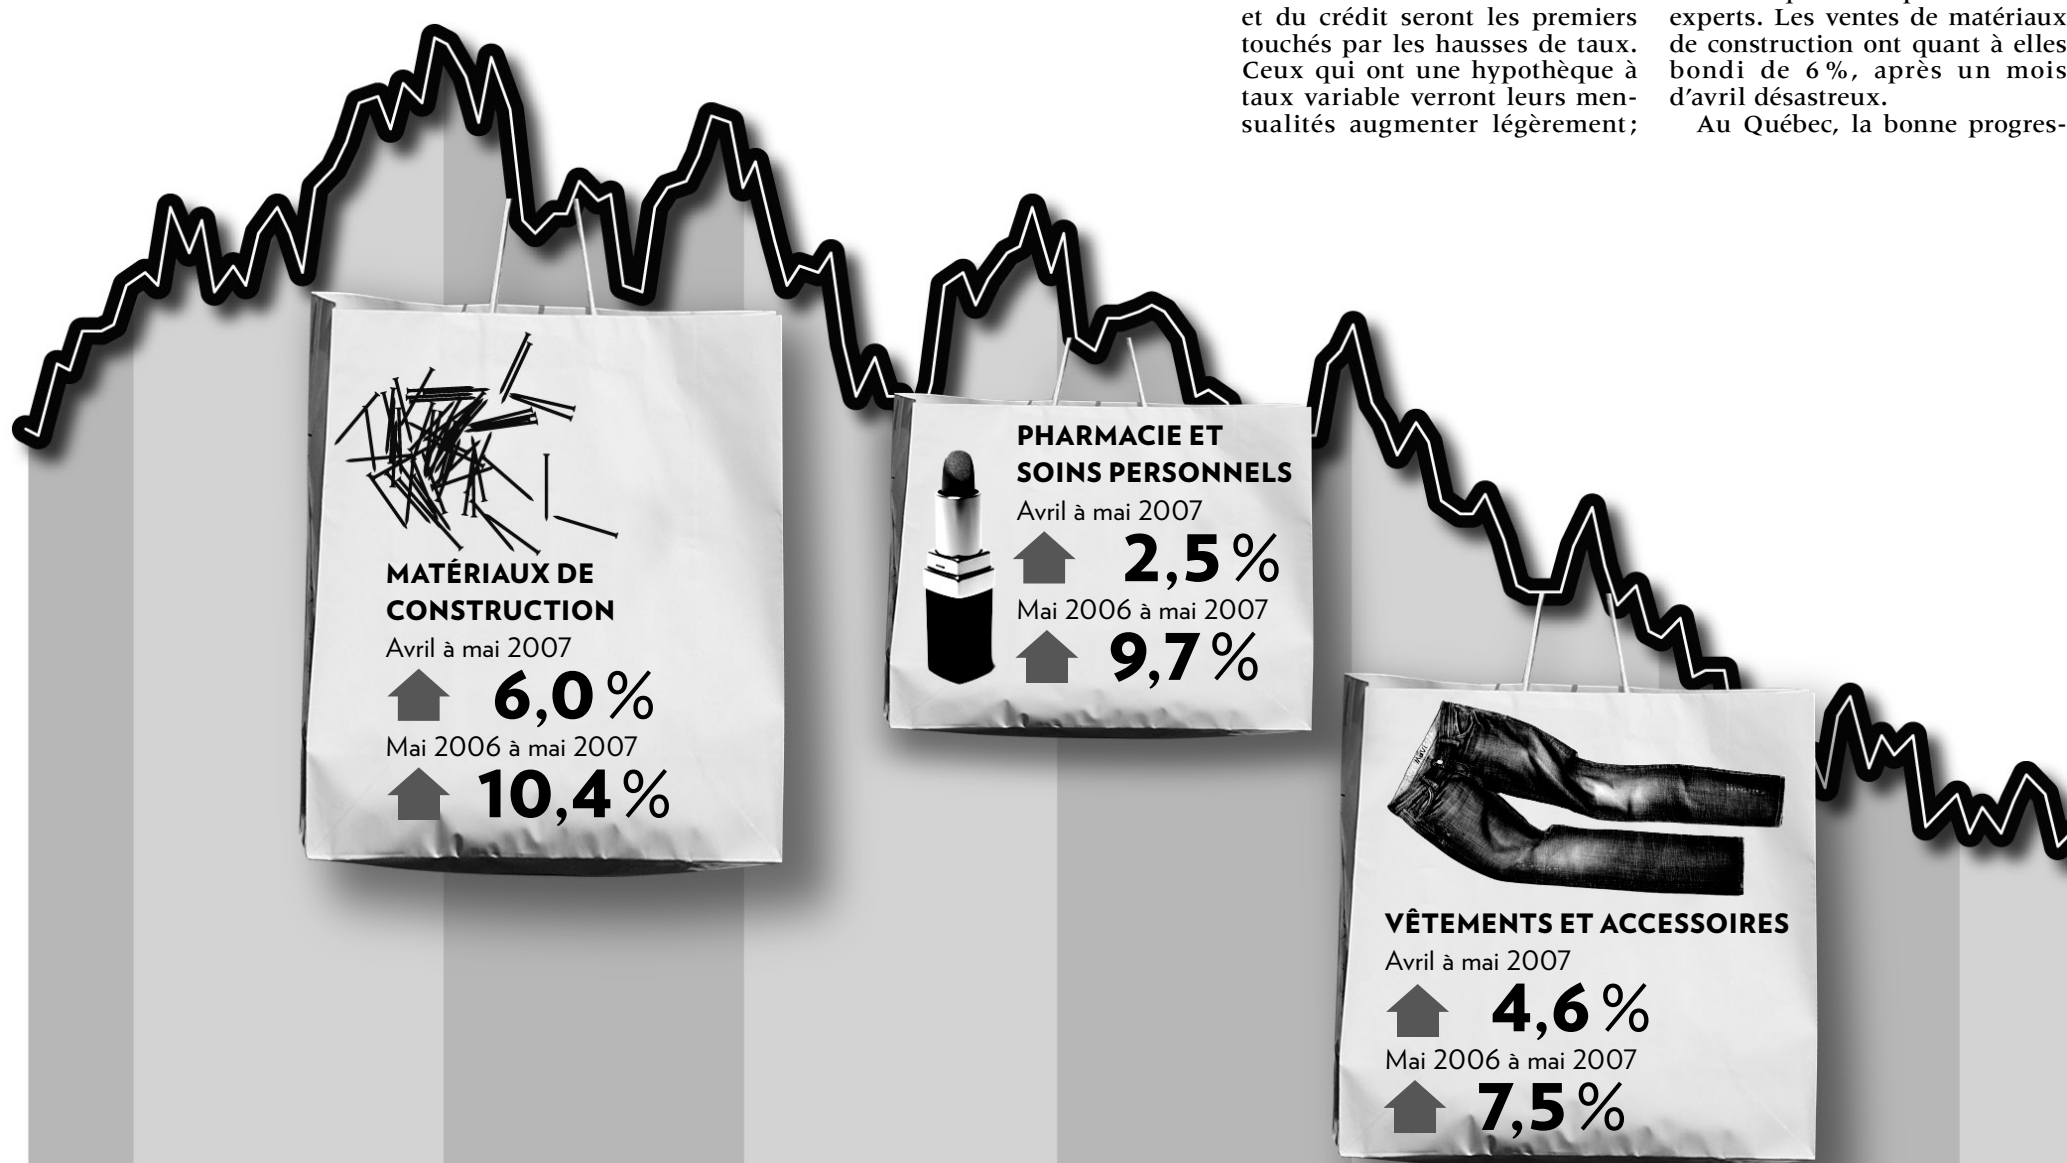 et du crédit seront les premiers
touchés par les hausses de taux.
Ceux qui ont une hypothèque à
taux variable verront leurs men-
sualités augmenter légèrement;
experts. Les ventes de matériaux
de construction ont quant à elles
bondi de 6 %, après un mois
d'avril désastreux.
Au Québec, la bonne progres-
MATÉRIAUX DE
CONSTRUCTION
Avril à mai 2007
6,0 %
Mai 2006 à mai 2007
10,4 %
PHARMACIE ET
SOINS PERSONNELS
Avril à mai 2007
2,5 %
Mai 2006 à mai 2007
9,7 %
VÊTEMENTS ET ACCESSOIRES
Avril à mai 2007
4,6 %
Mai 2006 à mai 2007
7,5 %